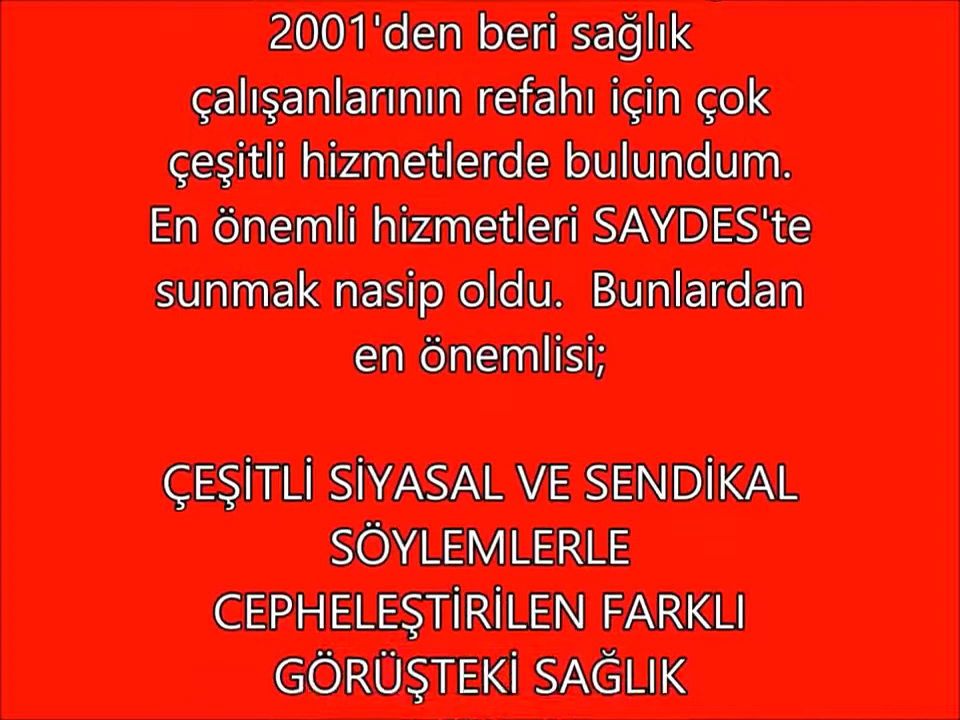 2001'den beri sağlık
çalışanlarının refahı için çok
çeşitli hizmetlerde bulundum.
En önemli hizmetleri SAYDES'te
sunmak nasip oldu.  Bunlardan
en önemlisi;
ÇEŞİTLİ SİYASAL VE SENDİKAL
SÖYLEMLERLE
CEPHELEŞTİRİLEN FARKLI
GÖRÜŞTEKİ SAĞLIK